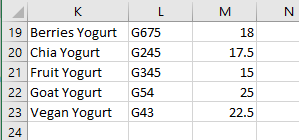 K L M N
19 Berries Yogurt G675 18
20 Chia Yogurt G245 17.5
21 Fruit Yogurt G345 15
22 Goat Yogurt G54 25
23 Vegan Yogurt G43 22.5
24